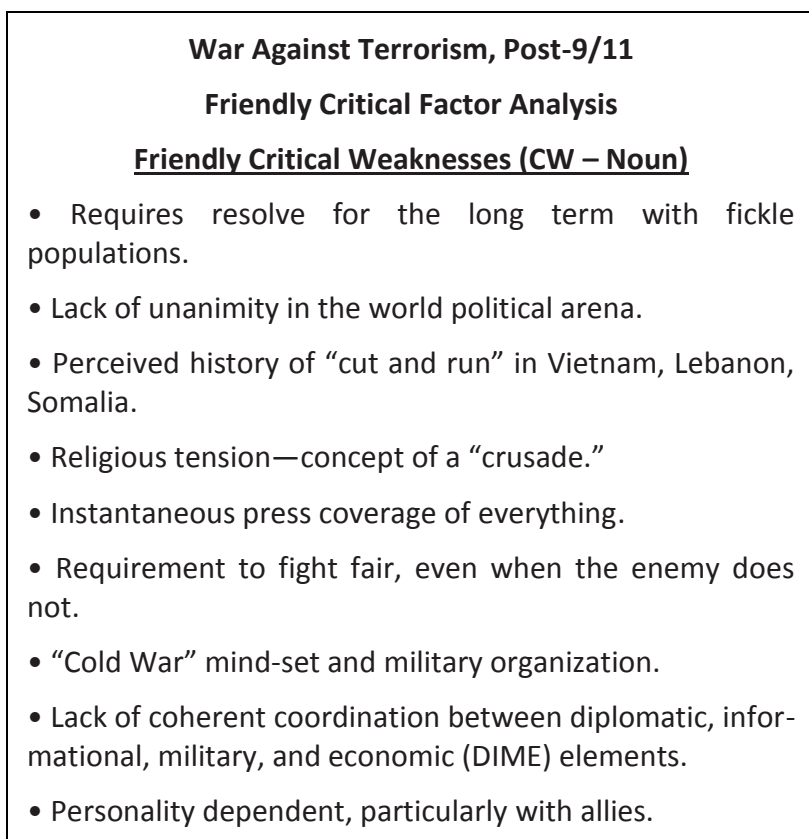 War Against Terrorism, Post-9/11
Friendly Critical Factor Analysis
Friendly Critical Weaknesses (CW – Noun)
• Requires resolve for the long term with fickle
populations.
• Lack of unanimity in the world political arena.
• Perceived history of “cut and run” in Vietnam, Lebanon,
Somalia.
• Religious tension—concept of a “crusade.”
• Instantaneous press coverage of everything.
• Requirement to fight fair, even when the enemy does
not.
• “Cold War” mind-set and military organization.
• Lack of coherent coordination between diplomatic, infor-
mational, military, and economic (DIME) elements.
• Personality dependent, particularly with allies.